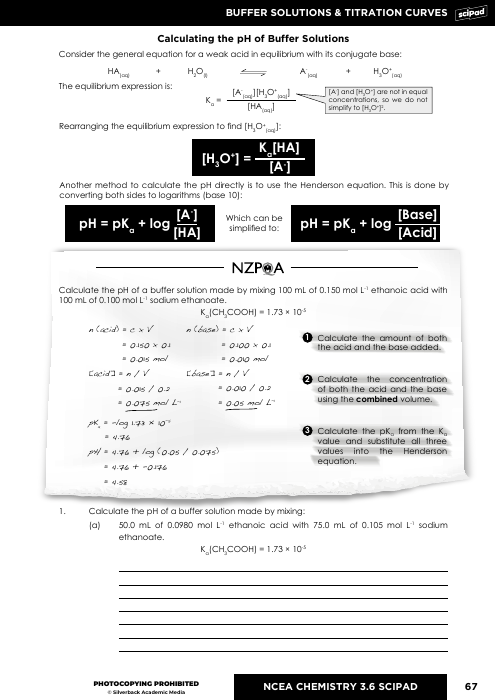 BUFFER SOLUTIONS & TITRATION CURVES scipad
Calculating the pH of Buffer Solutions
Consider the general equation for a weak acid in equilibrium with its conjugate base:
HA(aq) + H2O(l) ⇌ A-(aq) + H3O+(aq)
The equilibrium expression is:
Ka = [A-(aq)][H3O+(aq)] / [HA(aq)]
[A-] and [H3O+] are not in equal
concentrations, so we do not
simplify to [H3O+]2.
Rearranging the equilibrium expression to find [H3O+(aq)]:
[H3O+] = Ka[HA] / [A-]
Another method to calculate the pH directly is to use the Henderson equation. This is done by
converting both sides to logarithms (base 10):
pH = pKa + log [A-] / [HA]
Which can be
simplified to:
pH = pKa + log [Base] / [Acid]
NZPQA
Calculate the pH of a buffer solution made by mixing 100 mL of 0.150 mol L-1 ethanoic acid with
100 mL of 0.100 mol L-1 sodium ethanoate.
Ka(CH3COOH) = 1.73 × 10-5
n(acid) = c × V n(base) = c × V
= 0.150 × 0.1 = 0.100 × 0.1
= 0.015 mol = 0.010 mol
[acid] = n / V [base] = n / V
= 0.015 / 0.2 = 0.010 / 0.2
= 0.075 mol L-1 = 0.05 mol L-1
pKa = -log 1.73 × 10-5
= 4.76
pH = 4.76 + log (0.05 / 0.075)
= 4.76 + -0.176
= 4.58
1 Calculate the amount of both
the acid and the base added.
2 Calculate the concentration
of both the acid and the base
using the combined volume.
3 Calculate the pKa from the Ka
value and substitute all three
values into the Henderson
equation.
1. Calculate the pH of a buffer solution made by mixing:
(a) 50.0 mL of 0.0980 mol L-1 ethanoic acid with 75.0 mL of 0.105 mol L-1 sodium
ethanoate.
Ka(CH3COOH) = 1.73 × 10-5
PHOTOCOPYING PROHIBITED
© Silverback Academic Media
NCEA CHEMISTRY 3.6 SCIPAD
67